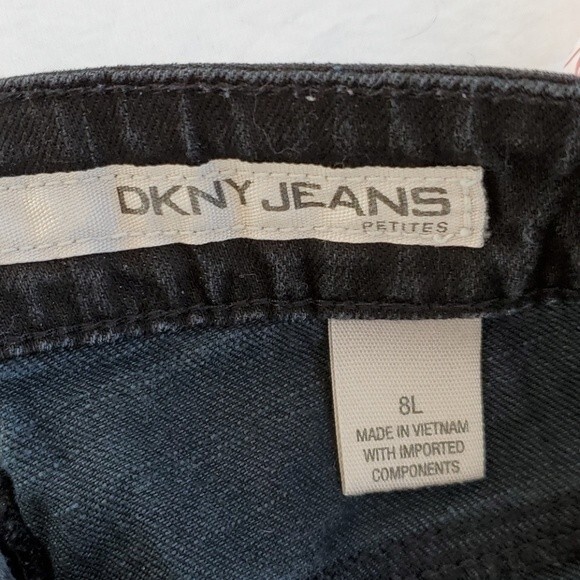 DKNY JEANS
PETITES
8L
MADE IN VIETNAM
WITH IMPORTED
COMPONENTS